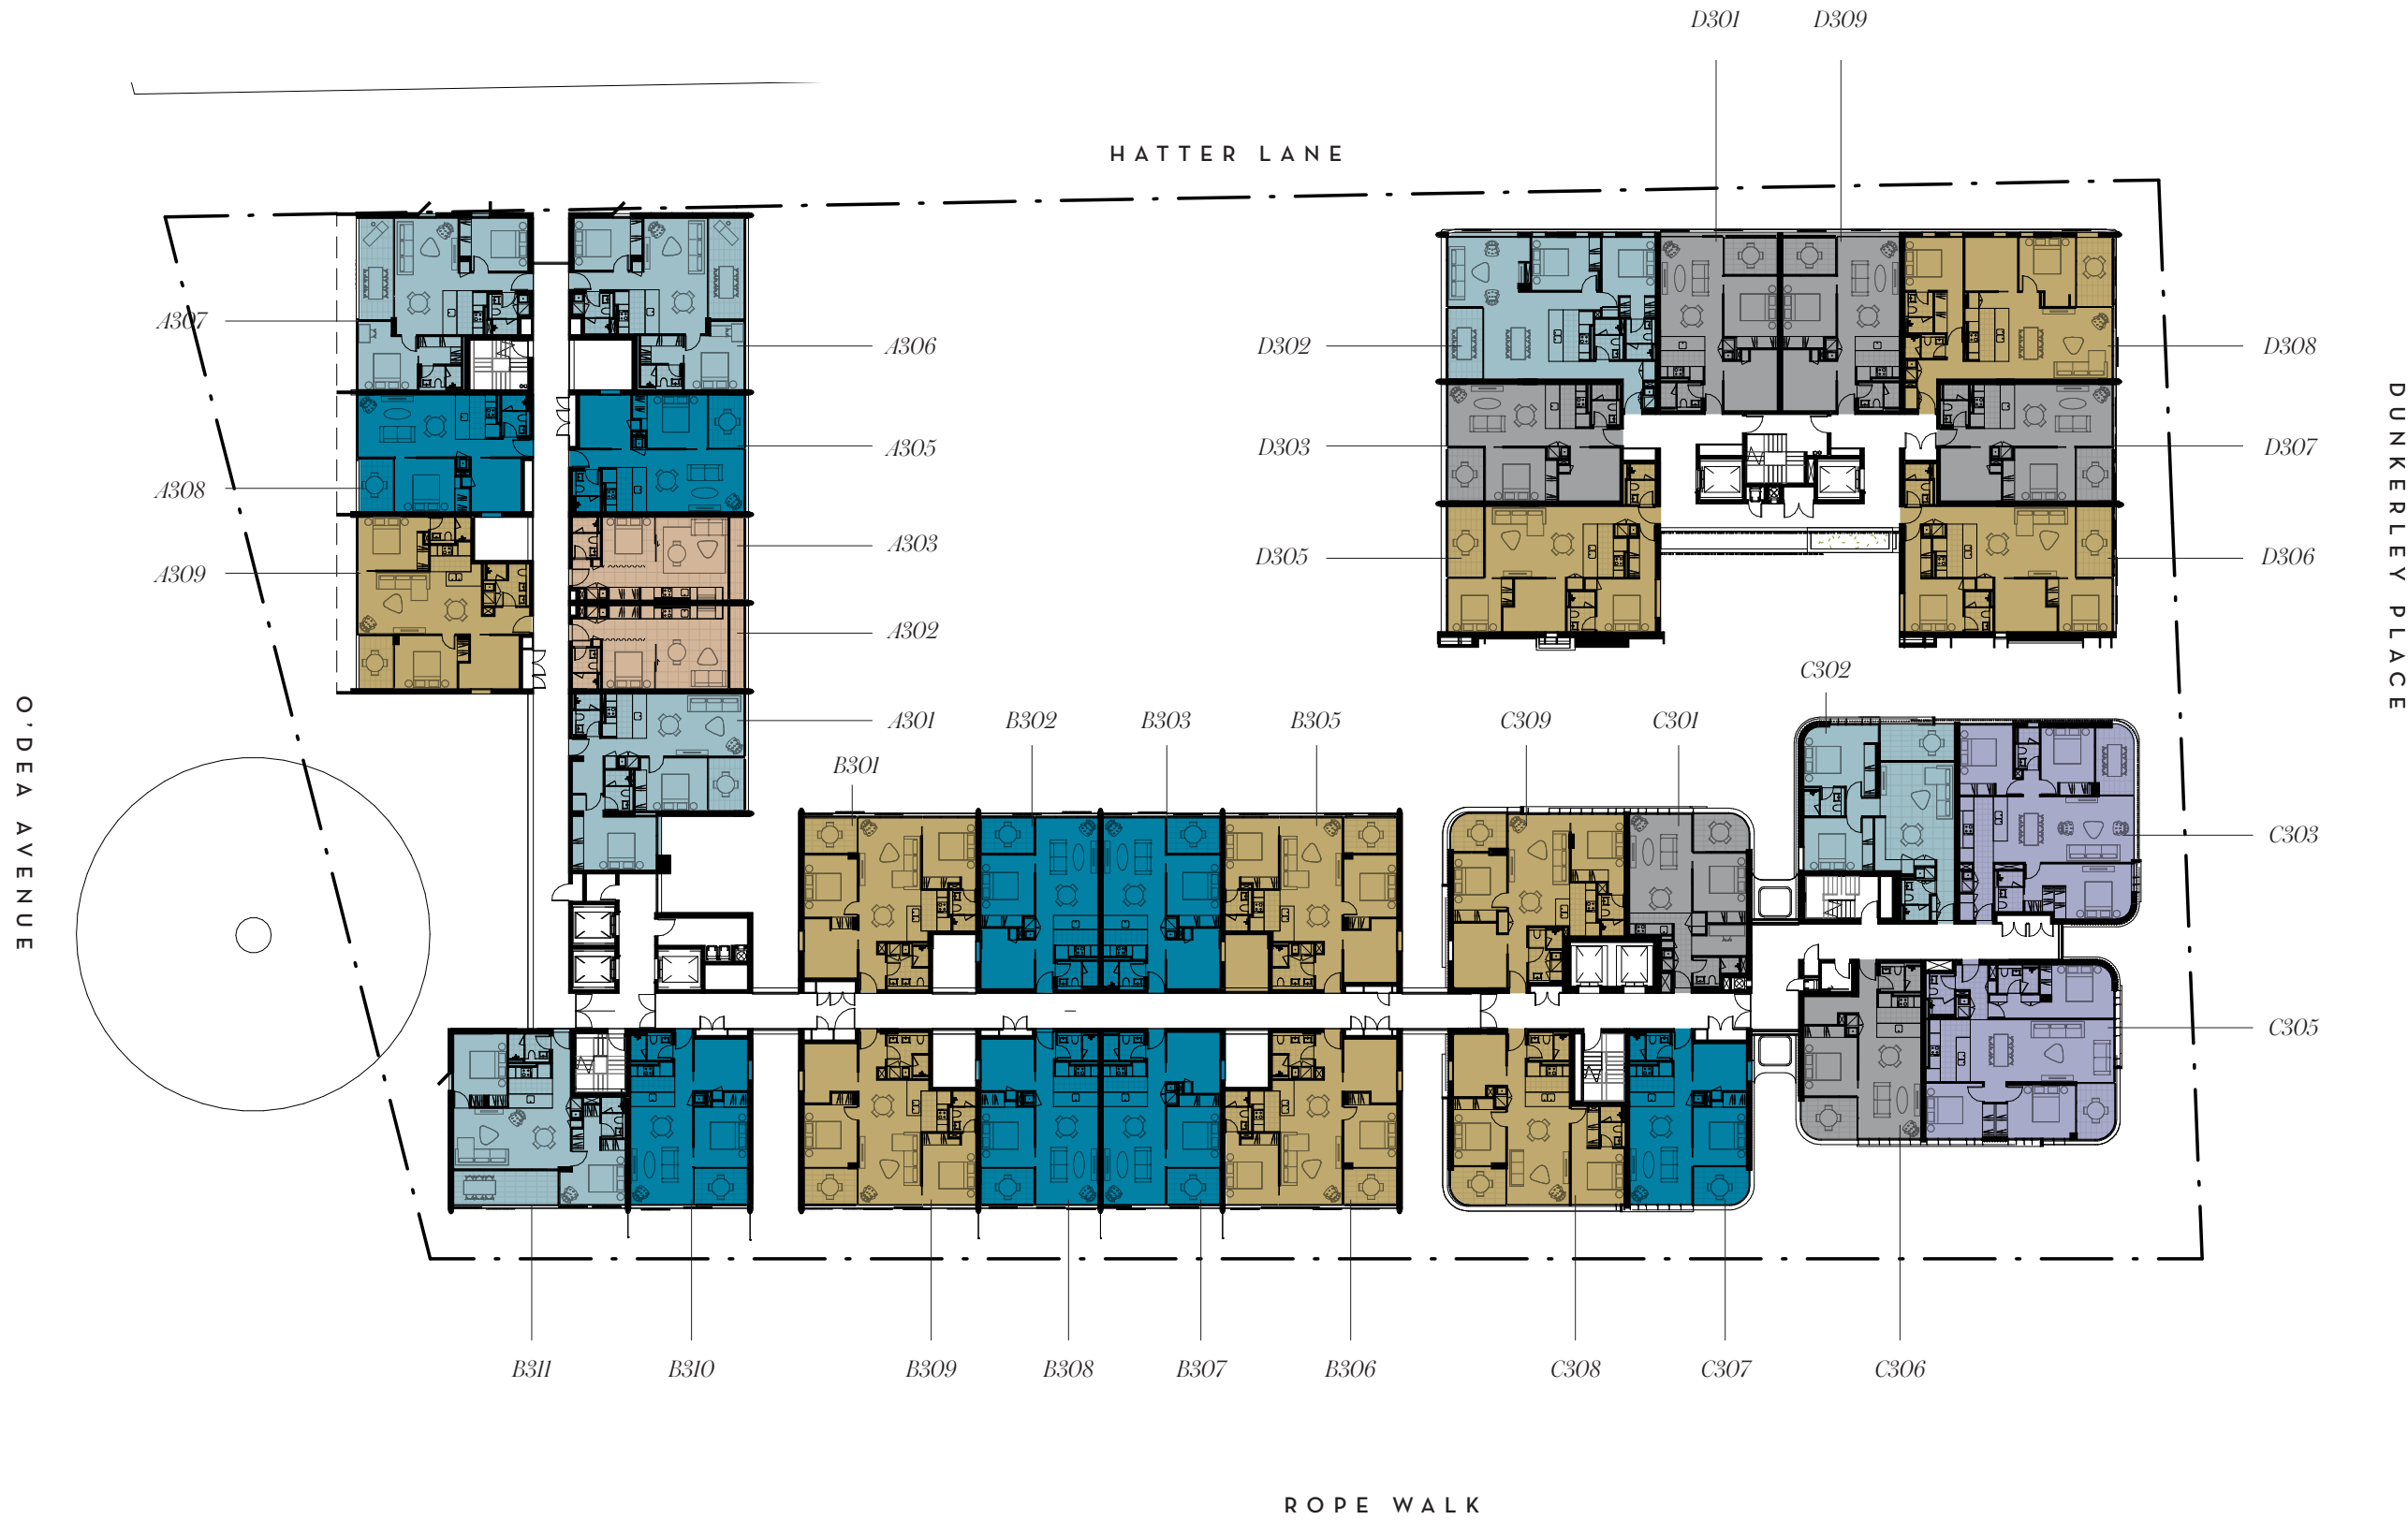 D301
D309
HATTER LANE
A307
A306
D302
D308
A305
D303
D307
A308
A303
D305
D306
A309
A302
DUNKERLEY PLACE
C302
A301
B302
B303
B305
C309
C301
B301
O'DEA AVENUE
C303
C305
B311
B310
B309
B308
B307
B306
C308
C307
C306
ROPE WALK